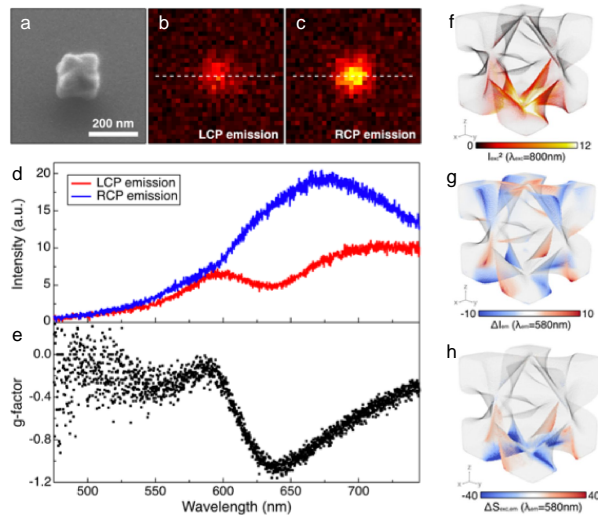 a
200 nm
b
LCP emission
c
RCP emission
d
LCP emission
RCP emission
Intensity (a.u.)
20
15
10
5
0
e
g-factor
0.0
-0.4
-0.8
-1.2
500 550 600 650 700
Wavelength (nm)
f
z
x y
0 12
Iexc² (λexc=800nm)
g
z
x y
-10 10
ΔIem (λem=580nm)
h
z
x y
-40 40
ΔSexc,em (λem=580nm)